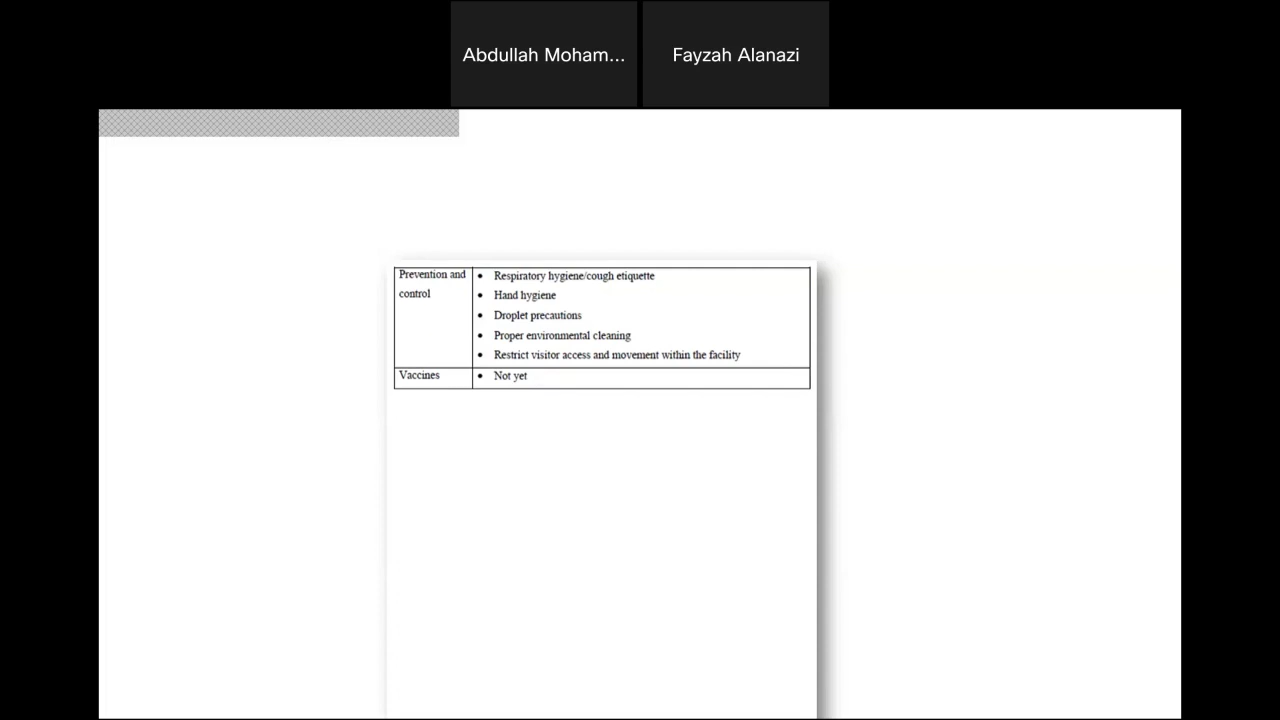 Abdullah Moham...
Fayzah Alanazi
Prevention and control
• Respiratory hygiene/cough etiquette
• Hand hygiene
• Droplet precautions
• Proper environmental cleaning
• Restrict visitor access and movement within the facility
Vaccines
• Not yet